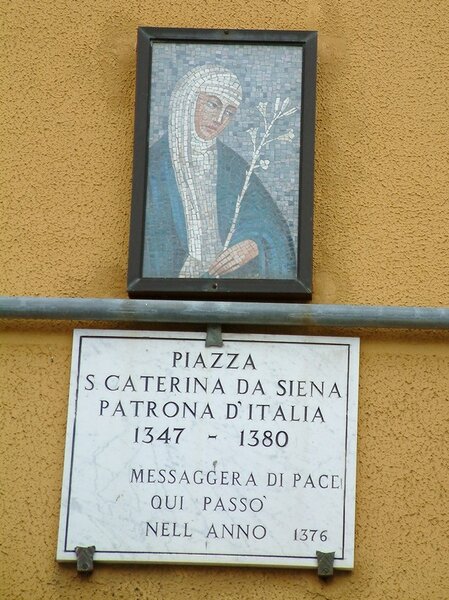 PIAZZA
S CATERINA DA SIENA
PATRONA D'ITALIA
1347 - 1380
MESSAGGERA DI PACE
QUI PASSO'
NELL ANNO 1376